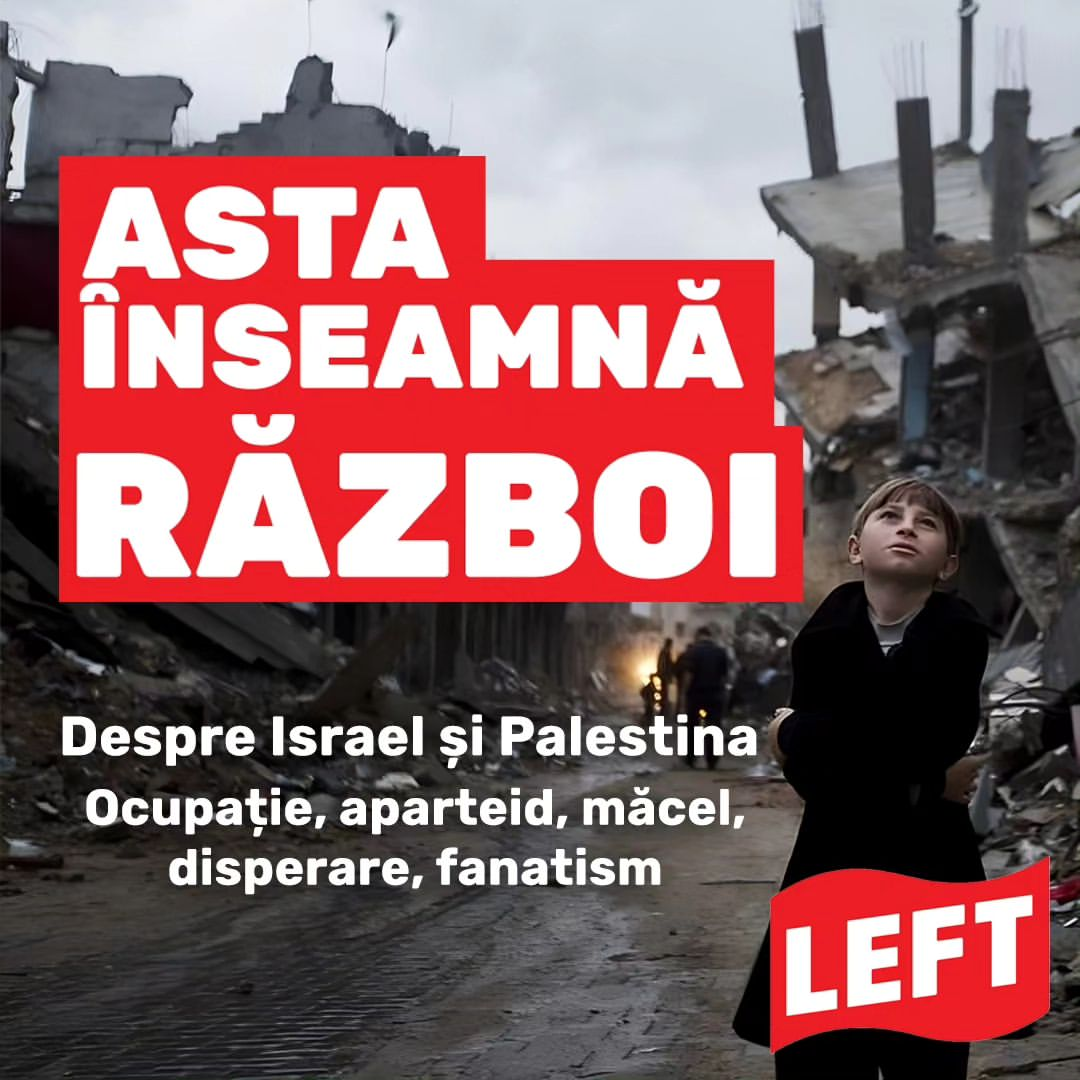 ASTA
ÎNSEAMNĂ
RĂZBOI
Despre Israel și Palestina
Ocupație, aparteid, măcel,
disperare, fanatism
LEFT